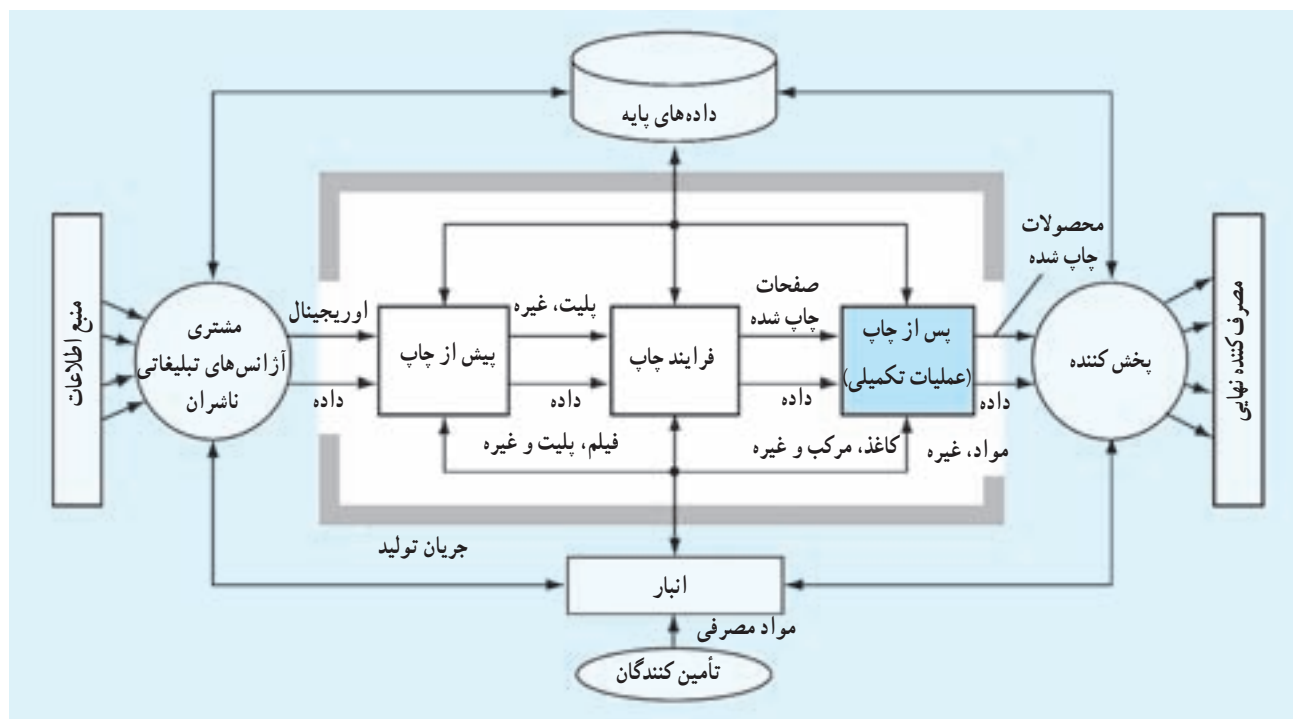 داده‌های پایه
منبع اطلاعات
مشتری
آژانس‌های تبلیغاتی
ناشران
اوریجینال
داده
پیش از چاپ
پلیت، غیره
داده
فیلم، پلیت و غیره
فرایند چاپ
صفحات
چاپ شده
داده
کاغذ، مرکب و غیره
پس از چاپ
(عملیات تکمیلی)
محصولات
چاپ شده
داده
مواد، غیره
پخش کننده
مصرف کننده نهایی
جریان تولید
انبار
مواد مصرفی
تأمین کنندگان